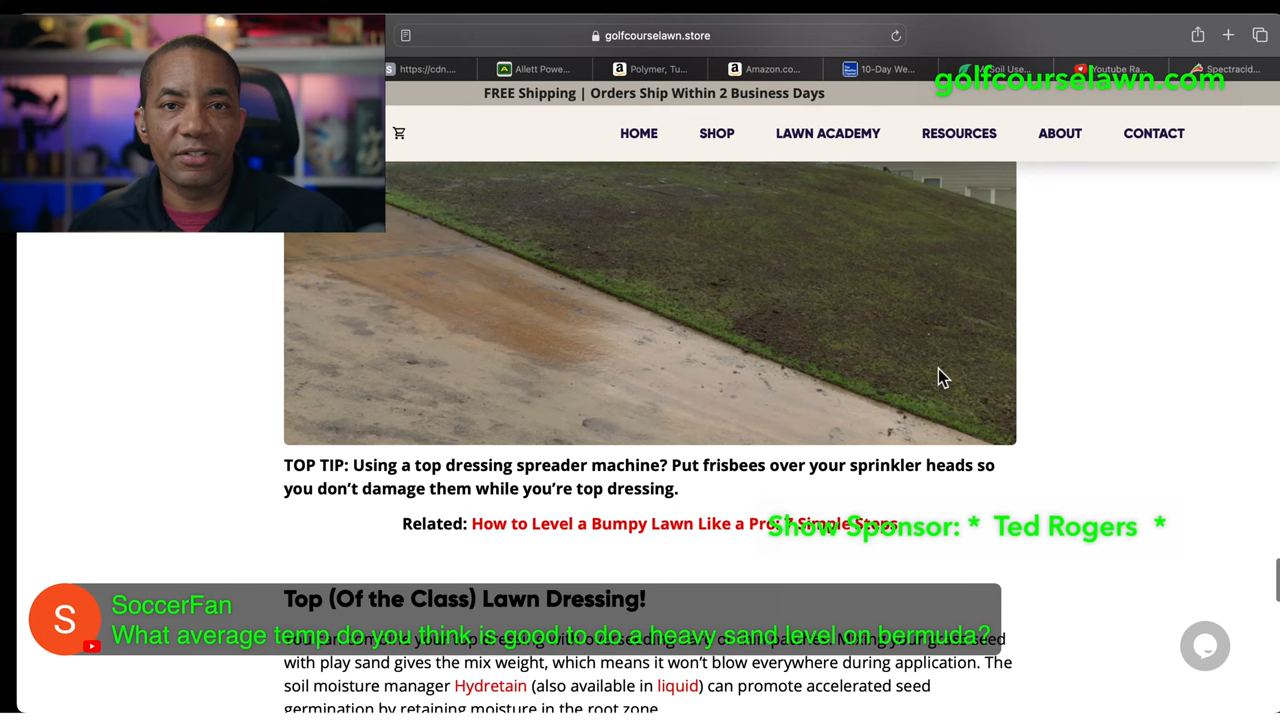 golfcourselawn.store
https://cdn....
Allett Powe...
Polymer, Tu...
Amazon.co...
10-Day We...
Soil Use...
Youtube Ra...
Spectracid...
golfcourselawn.com
FREE Shipping | Orders Ship Within 2 Business Days
HOME SHOP LAWN ACADEMY RESOURCES ABOUT CONTACT
TOP TIP: Using a top dressing spreader machine? Put frisbees over your sprinkler heads so
you don't damage them while you're top dressing.
Related: How to Level a Bumpy Lawn Like a Pro: 7 Simple Steps
Show Sponsor: * Ted Rogers *
Top (Of the Class) Lawn Dressing!
S
SoccerFan
What average temp do you think is good to do a heavy sand level on bermuda?
seed
with play sand gives the mix weight, which means it won't blow everywhere during application. The
soil moisture manager Hydretain (also available in liquid) can promote accelerated seed
germination by retaining moisture in the root zone.